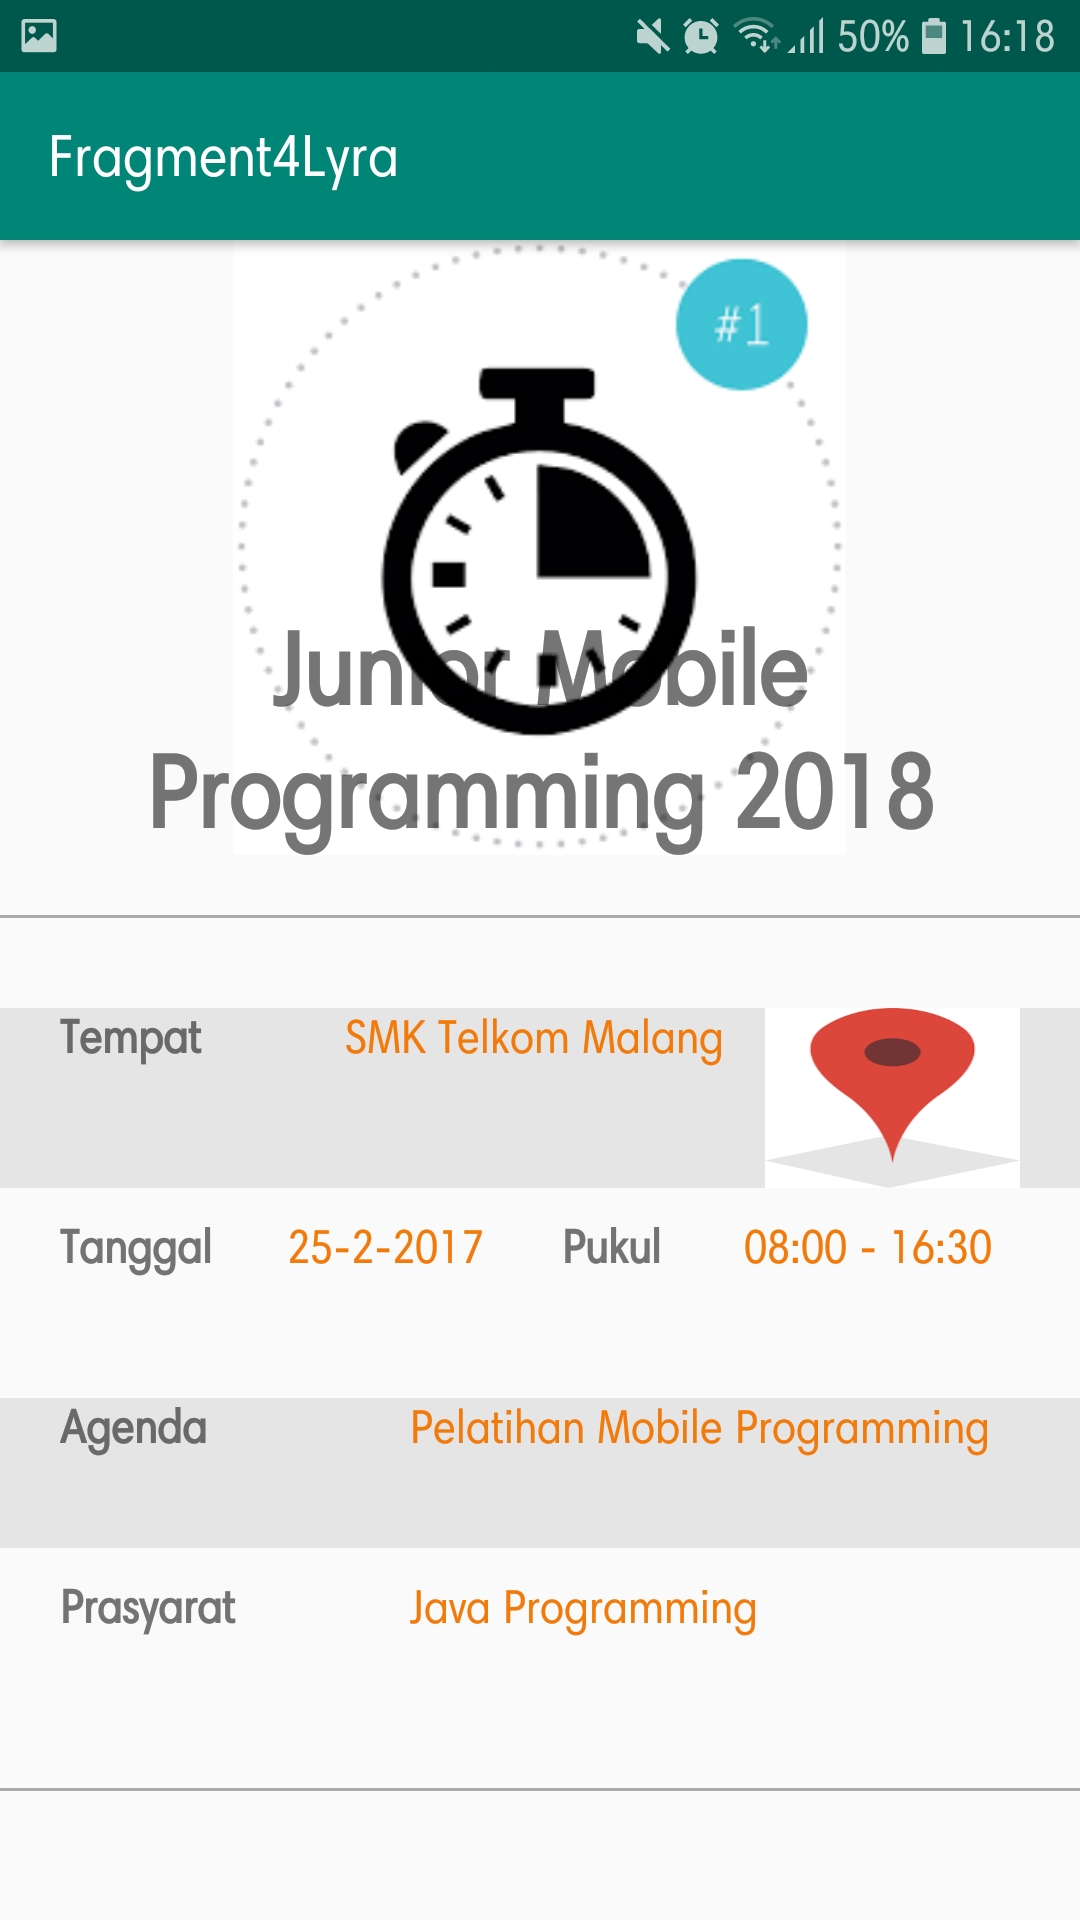 50% 16:18
Fragment4Lyra
#1
Junior Mobile
Programming 2018
Tempat SMK Telkom Malang
Tanggal 25-2-2017 Pukul 08:00 - 16:30
Agenda Pelatihan Mobile Programming
Prasyarat Java Programming